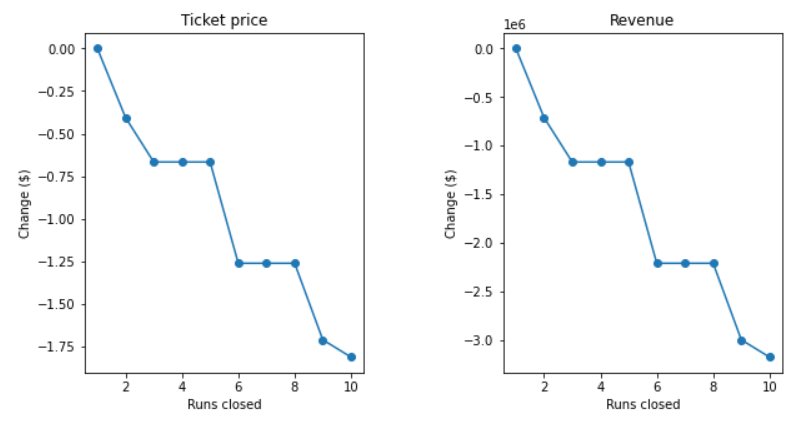 Ticket price
0.00
−0.25
−0.50
−0.75
−1.00
−1.25
−1.50
−1.75
Change ($)
2 4 6 8 10
Runs closed
Revenue
1e6
0.0
−0.5
−1.0
−1.5
−2.0
−2.5
−3.0
Change ($)
2 4 6 8 10
Runs closed